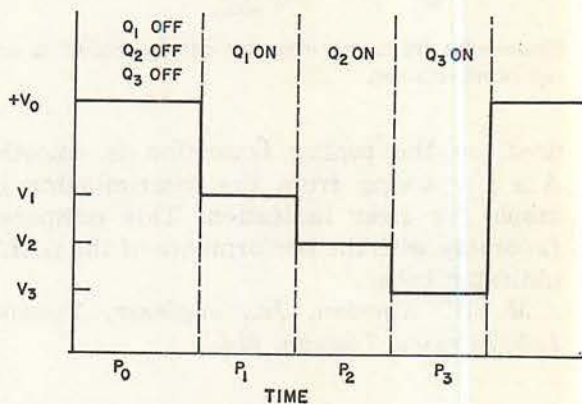 Q₁ OFF
Q₂ OFF
Q₃ OFF
Q₁ ON
Q₂ ON
Q₃ ON
+V₀
V₁
V₂
V₃
P₀
P₁
P₂
P₃
TIME